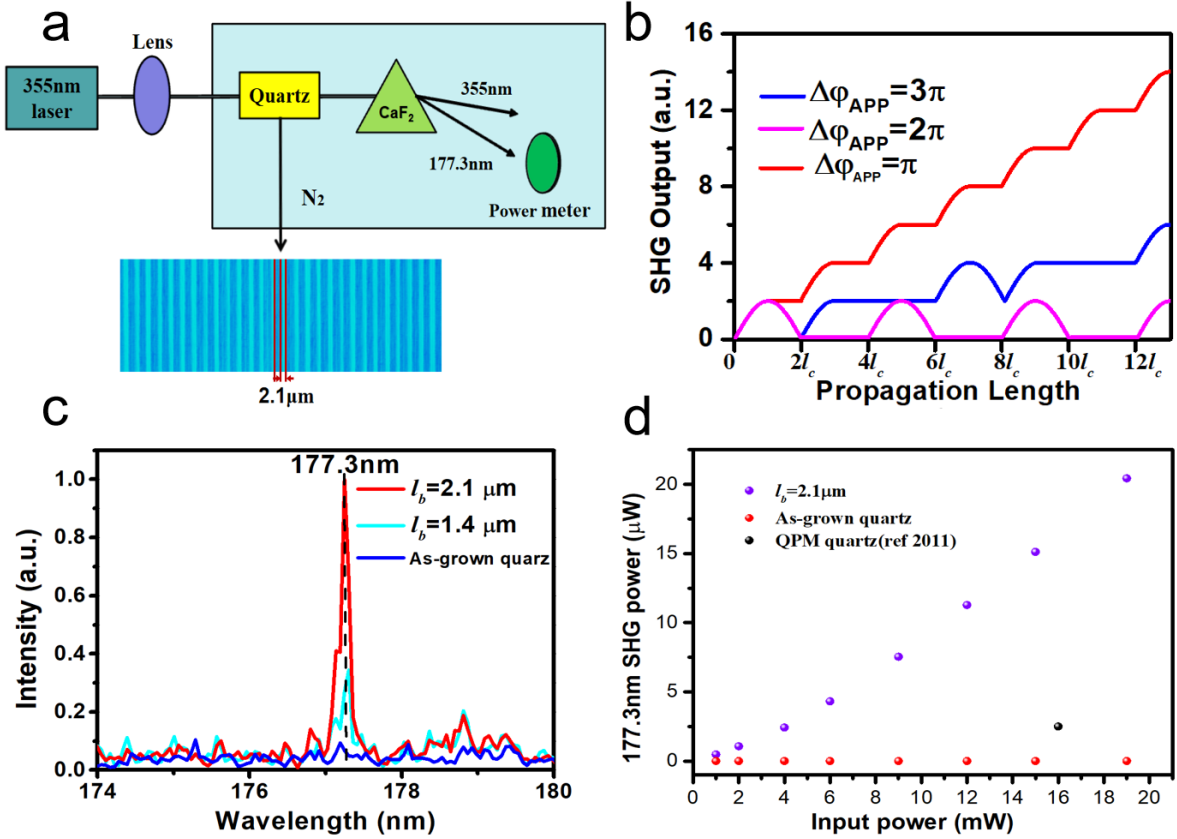 a
Lens
355nm
laser
Quartz
CaF2
355nm
177.3nm
N2
Power meter
2.1μm
b
SHG Output (a.u.)
16
12
8
4
0
ΔφAPP=3π
ΔφAPP=2π
ΔφAPP=π
0 2lc 4lc 6lc 8lc 10lc 12lc
Propagation Length
c
Intensity (a.u.)
1.0
0.8
0.6
0.4
0.2
0.0
177.3nm
lb=2.1 μm
lb=1.4 μm
As-grown quarz
174 176 178 180
Wavelength (nm)
d
177.3nm SHG power (μW)
20
15
10
5
0
lb=2.1μm
As-grown quartz
QPM quartz(ref 2011)
0 2 4 6 8 10 12 14 16 18 20
Input power (mW)